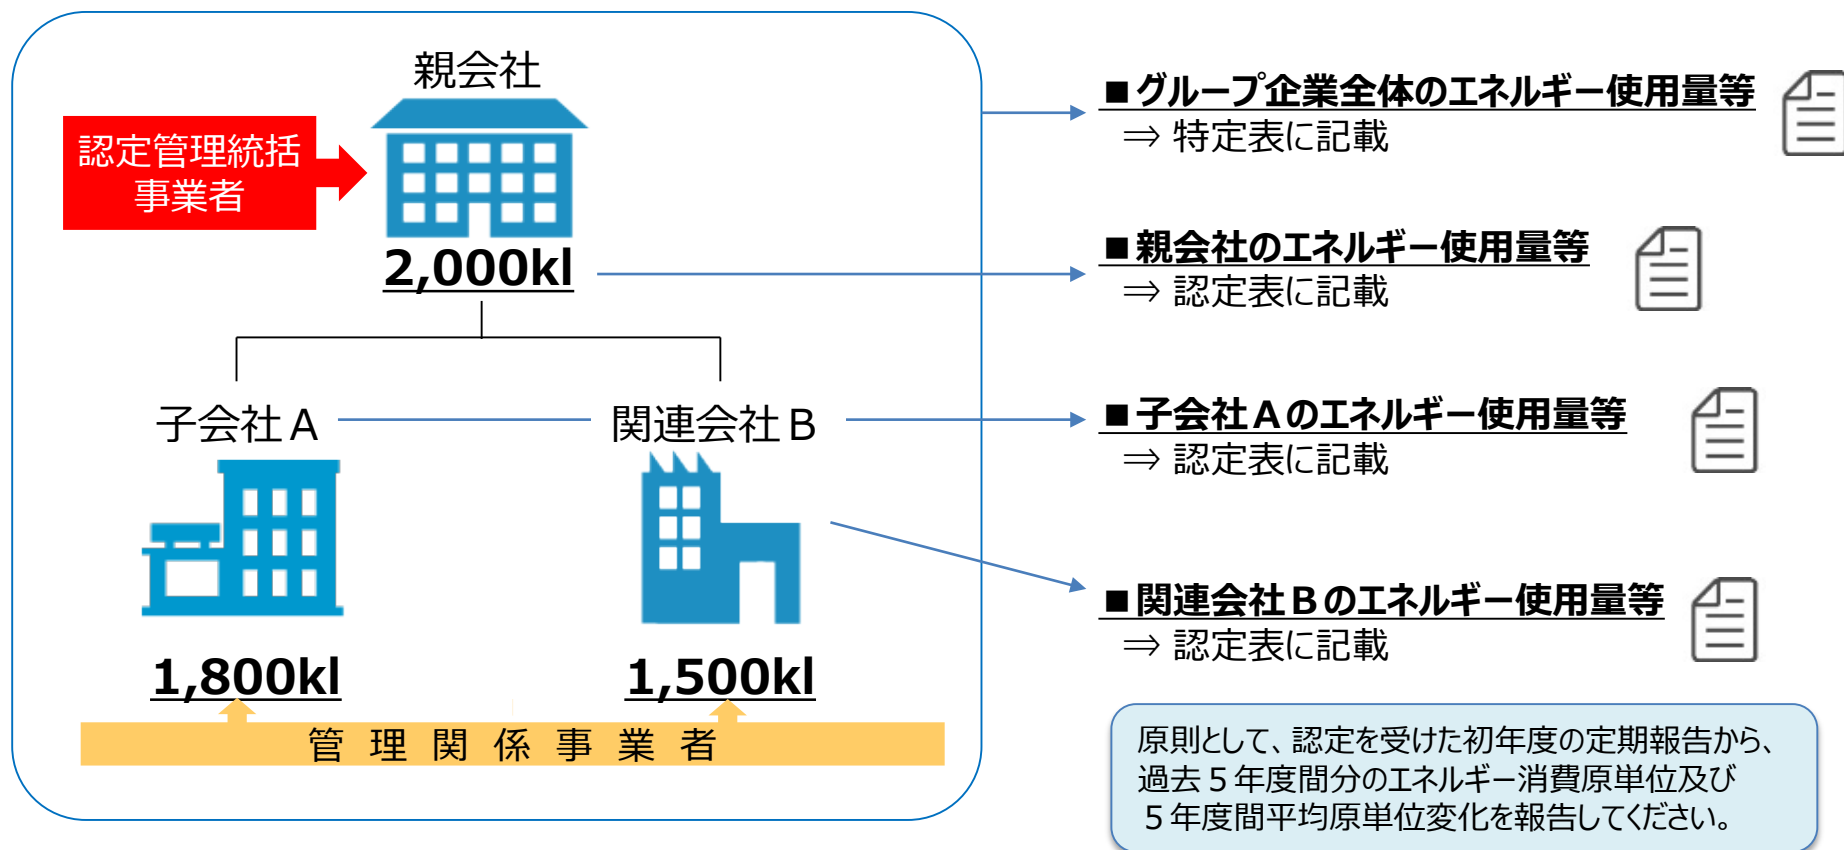 親会社
認定管理統括
事業者
2,000kl
子会社A
関連会社B
1,800kl
1,500kl
管理関係事業者
■グループ企業全体のエネルギー使用量等
⇒ 特定表に記載
■親会社のエネルギー使用量等
⇒ 認定表に記載
■子会社Aのエネルギー使用量等
⇒ 認定表に記載
■関連会社Bのエネルギー使用量等
⇒ 認定表に記載
原則として、認定を受けた初年度の定期報告から、
過去5年度間分のエネルギー消費原単位及び
5年度間平均原単位変化を報告してください。